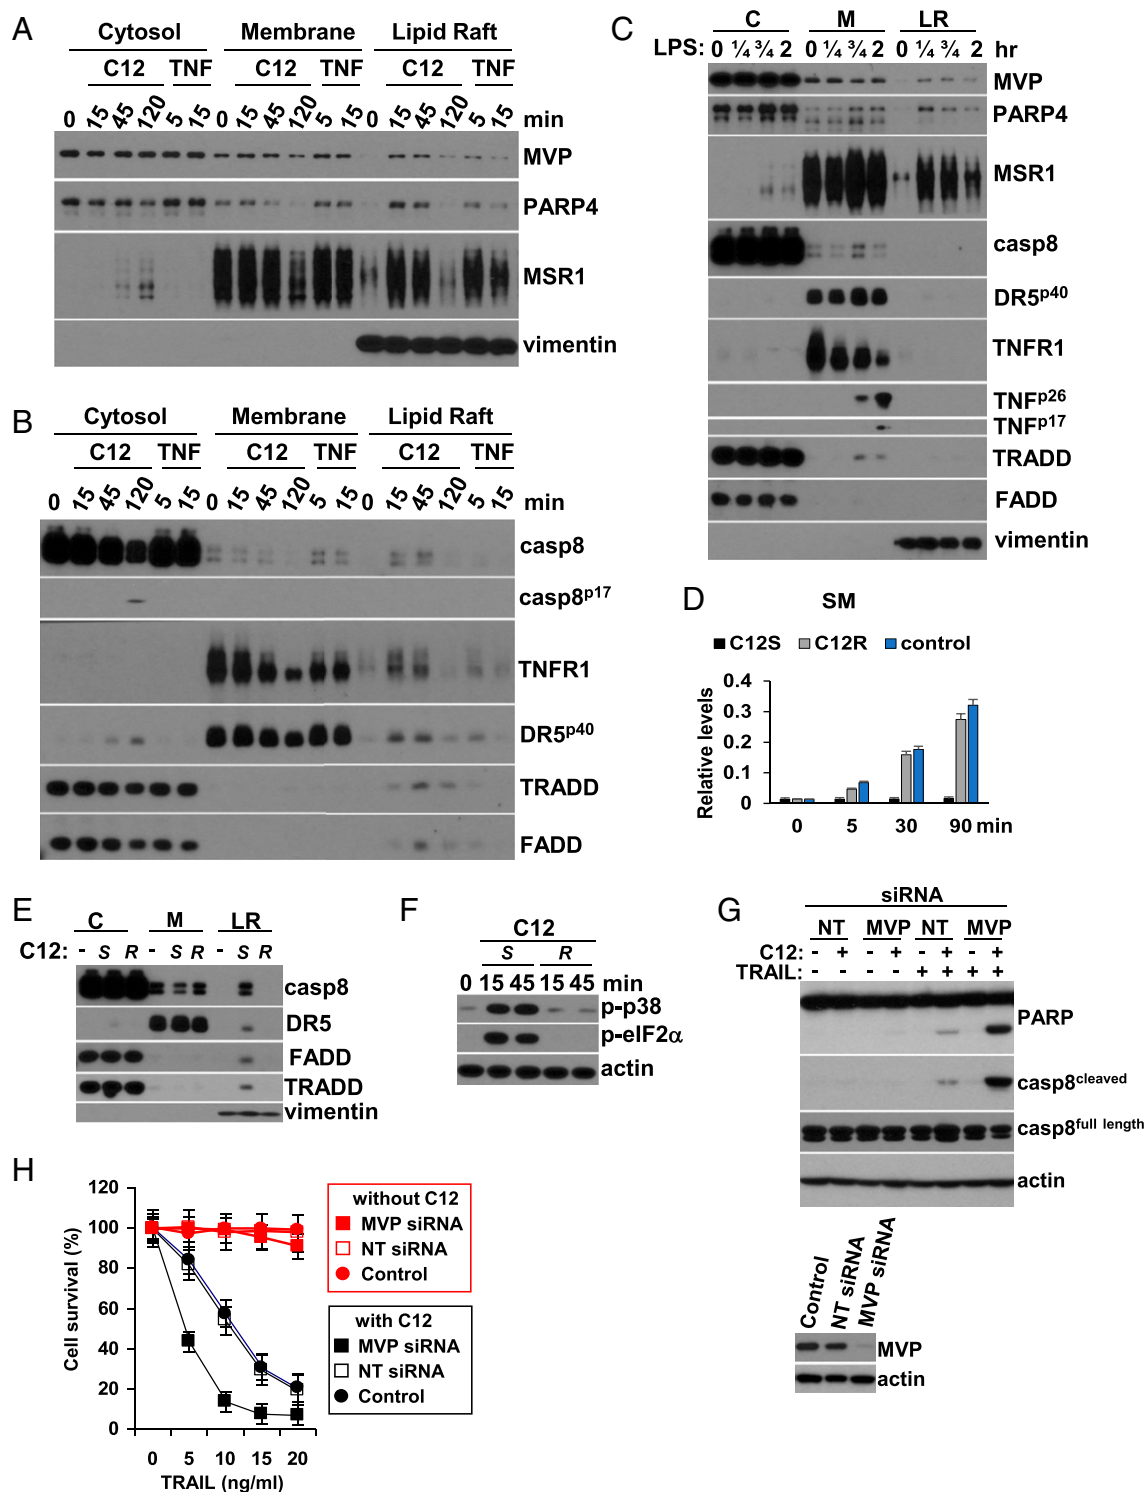 A
Cytosol Membrane Lipid Raft
C12 TNF C12 TNF C12 TNF
0 15 45 120 5 15 0 15 45 120 5 15 0 15 45 120 5 15 min
MVP
PARP4
MSR1
vimentin
B
Cytosol Membrane Lipid Raft
C12 TNF C12 TNF C12 TNF
0 15 45 120 5 15 0 15 45 120 5 15 0 15 45 120 5 15 min
casp8
casp8p17
TNFR1
DR5p40
TRADD
FADD
C
C M LR
LPS: 0 ¼ ¾ 2 0 ¼ ¾ 2 0 ¼ ¾ 2 hr
MVP
PARP4
MSR1
casp8
DR5p40
TNFR1
TNFp26
TNFp17
TRADD
FADD
vimentin
D
SM
C12S C12R control
Relative levels
0.4
0.3
0.2
0.1
0
0 5 30 90 min
E
C M LR
C12: - S R - S R - S R
casp8
DR5
FADD
TRADD
vimentin
F
C12
S R
0 15 45 15 45 min
p-p38
p-eIF2α
actin
G
siRNA
NT MVP NT MVP
C12: - + - + - + - +
TRAIL: - - - - + + + +
PARP
casp8cleaved
casp8full length
actin
Control NT siRNA MVP siRNA
MVP
actin
H
Cell survival (%)
120
100
80
60
40
20
0
0 5 10 15 20
TRAIL (ng/ml)
without C12
MVP siRNA
NT siRNA
Control
with C12
MVP siRNA
NT siRNA
Control